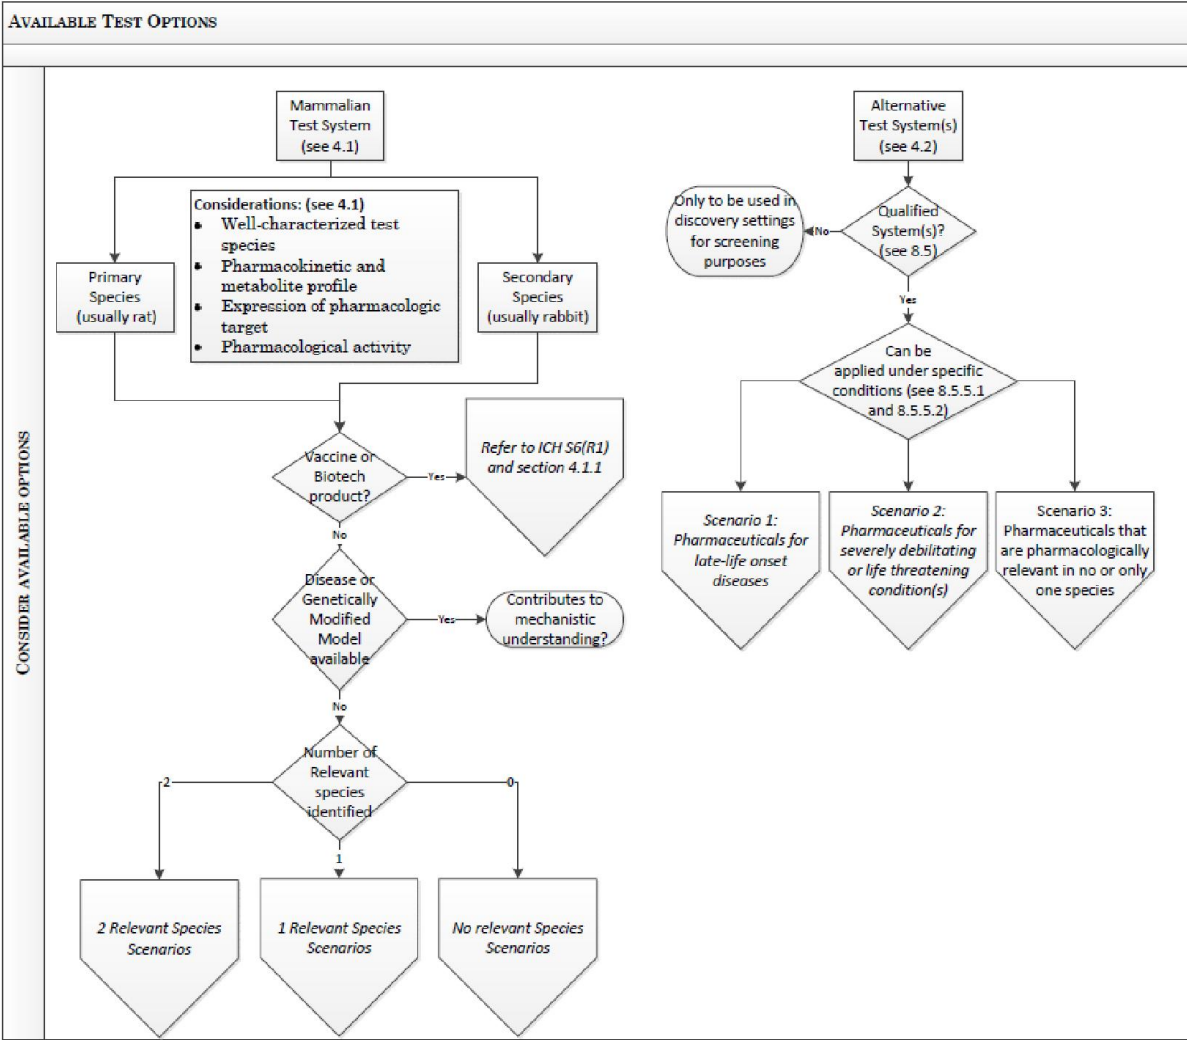 AVAILABLE TEST OPTIONS
CONSIDER AVAILABLE OPTIONS
Mammalian
Test System
(see 4.1)
Considerations: (see 4.1)
• Well-characterized test
species
• Pharmacokinetic and
metabolite profile
• Expression of pharmacologic
target
• Pharmacological activity
Primary
Species
(usually rat)
Secondary
Species
(usually rabbit)
Vaccine or
Biotech
product?
Yes
Refer to ICH S6(R1)
and section 4.1.1
No
Disease or
Genetically
Modified
Model
available
Yes
Contributes to
mechanistic
understanding?
No
Number of
Relevant
species
identified
2
1
0
2 Relevant Species
Scenarios
1 Relevant Species
Scenarios
No relevant Species
Scenarios
Alternative
Test System(s)
(see 4.2)
Qualified
System(s)?
(see 8.5)
No
Only to be used in
discovery settings
for screening
purposes
Yes
Can be
applied under specific
conditions (see 8.5.5.1
and 8.5.5.2)
Scenario 1:
Pharmaceuticals for
late-life onset
diseases
Scenario 2:
Pharmaceuticals for
severely debilitating
or life threatening
condition(s)
Scenario 3:
Pharmaceuticals that
are pharmacologically
relevant in no or only
one species